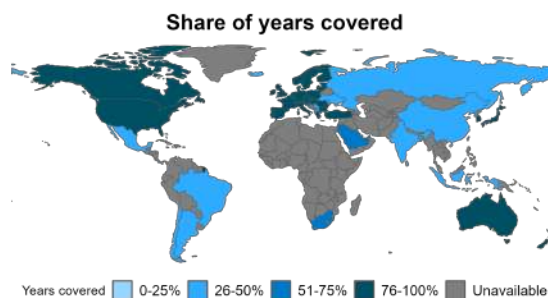 Share of years covered
Years covered 0-25% 26-50% 51-75% 76-100% Unavailable